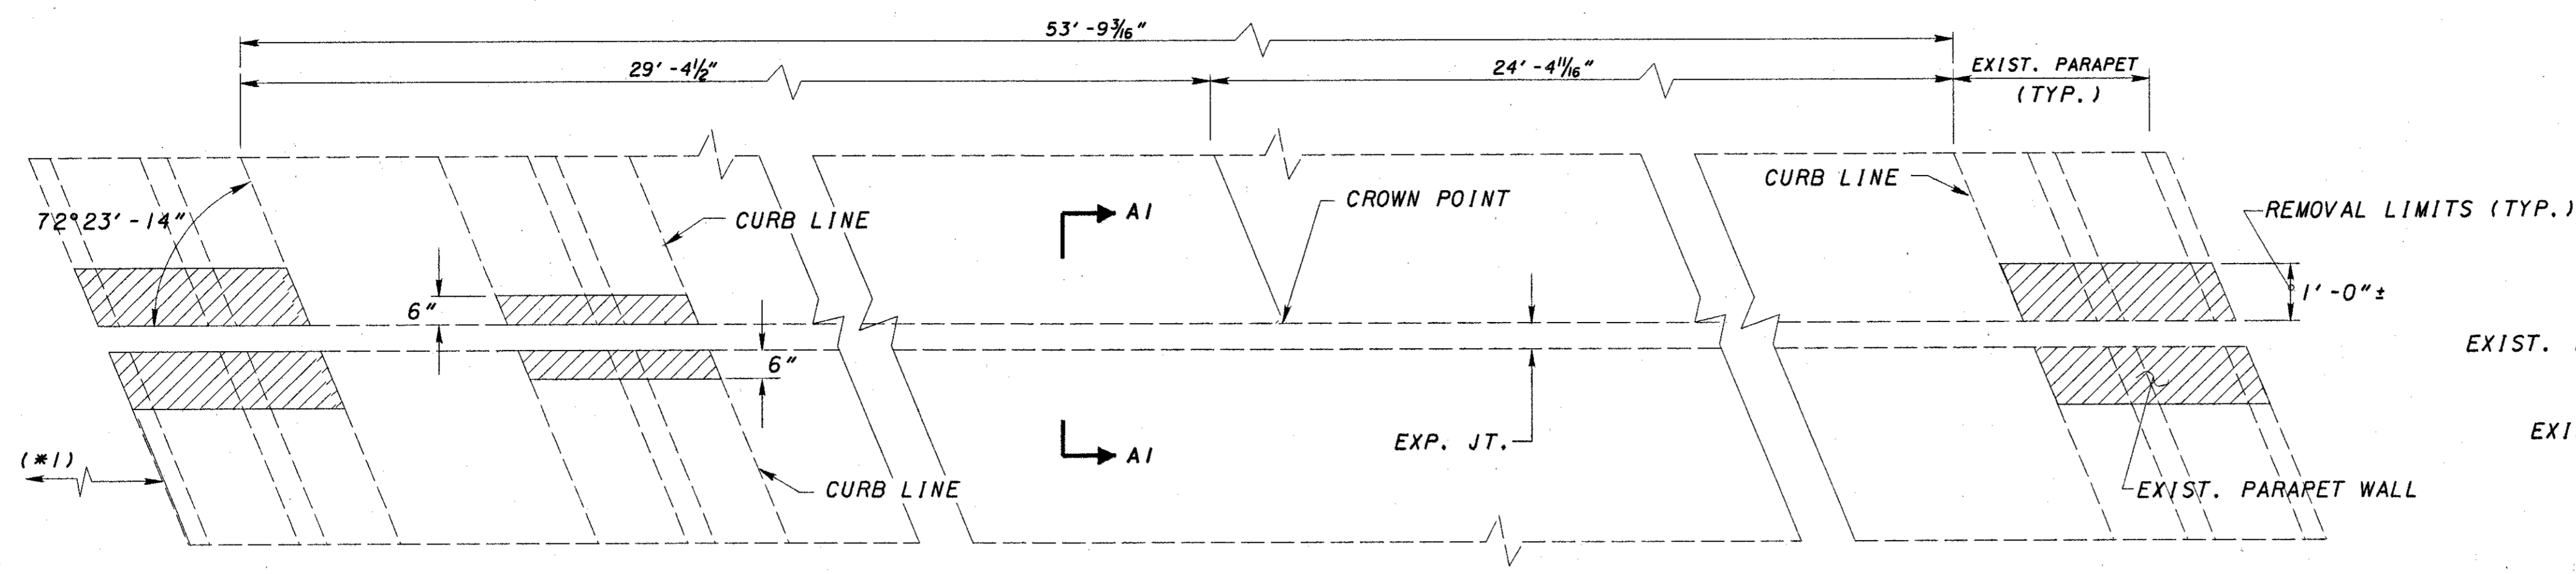 53'-9 3/16"
29'-4 1/2"
24'-4 11/16"
EXIST. PARAPET
(TYP.)
CURB LINE
CROWN POINT
A1
REMOVAL LIMITS (TYP.)
72°23'-14"
CURB LINE
6"
1'-0"±
EXIST.
6"
EXI
EXP. JT.
A1
(*1)
CURB LINE
EXIST. PARAPET WALL